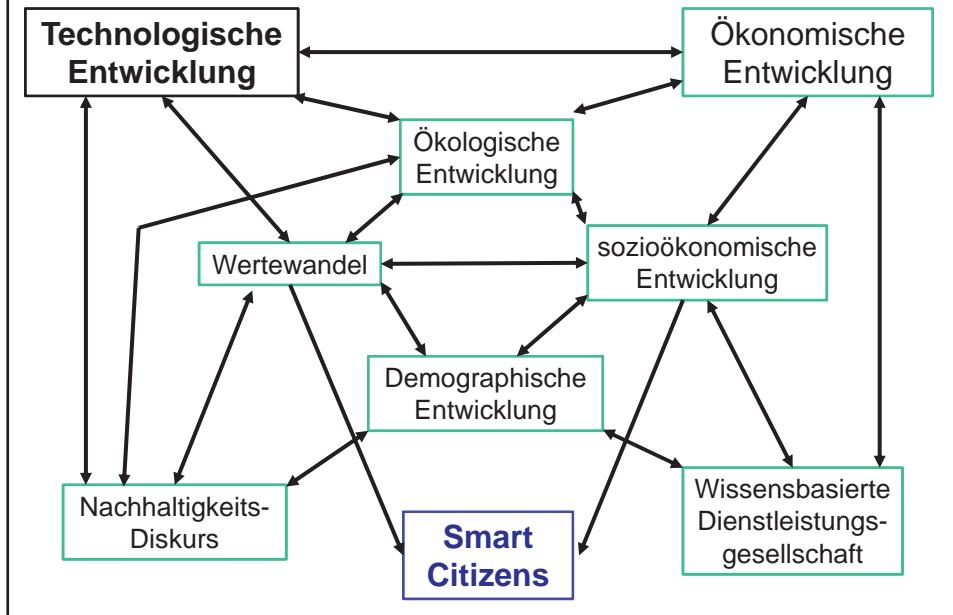 Technologische
Entwicklung
Ökonomische
Entwicklung
Ökologische
Entwicklung
Wertewandel
sozioökonomische
Entwicklung
Demographische
Entwicklung
Nachhaltigkeits-
Diskurs
Smart
Citizens
Wissensbasierte
Dienstleistungs-
gesellschaft